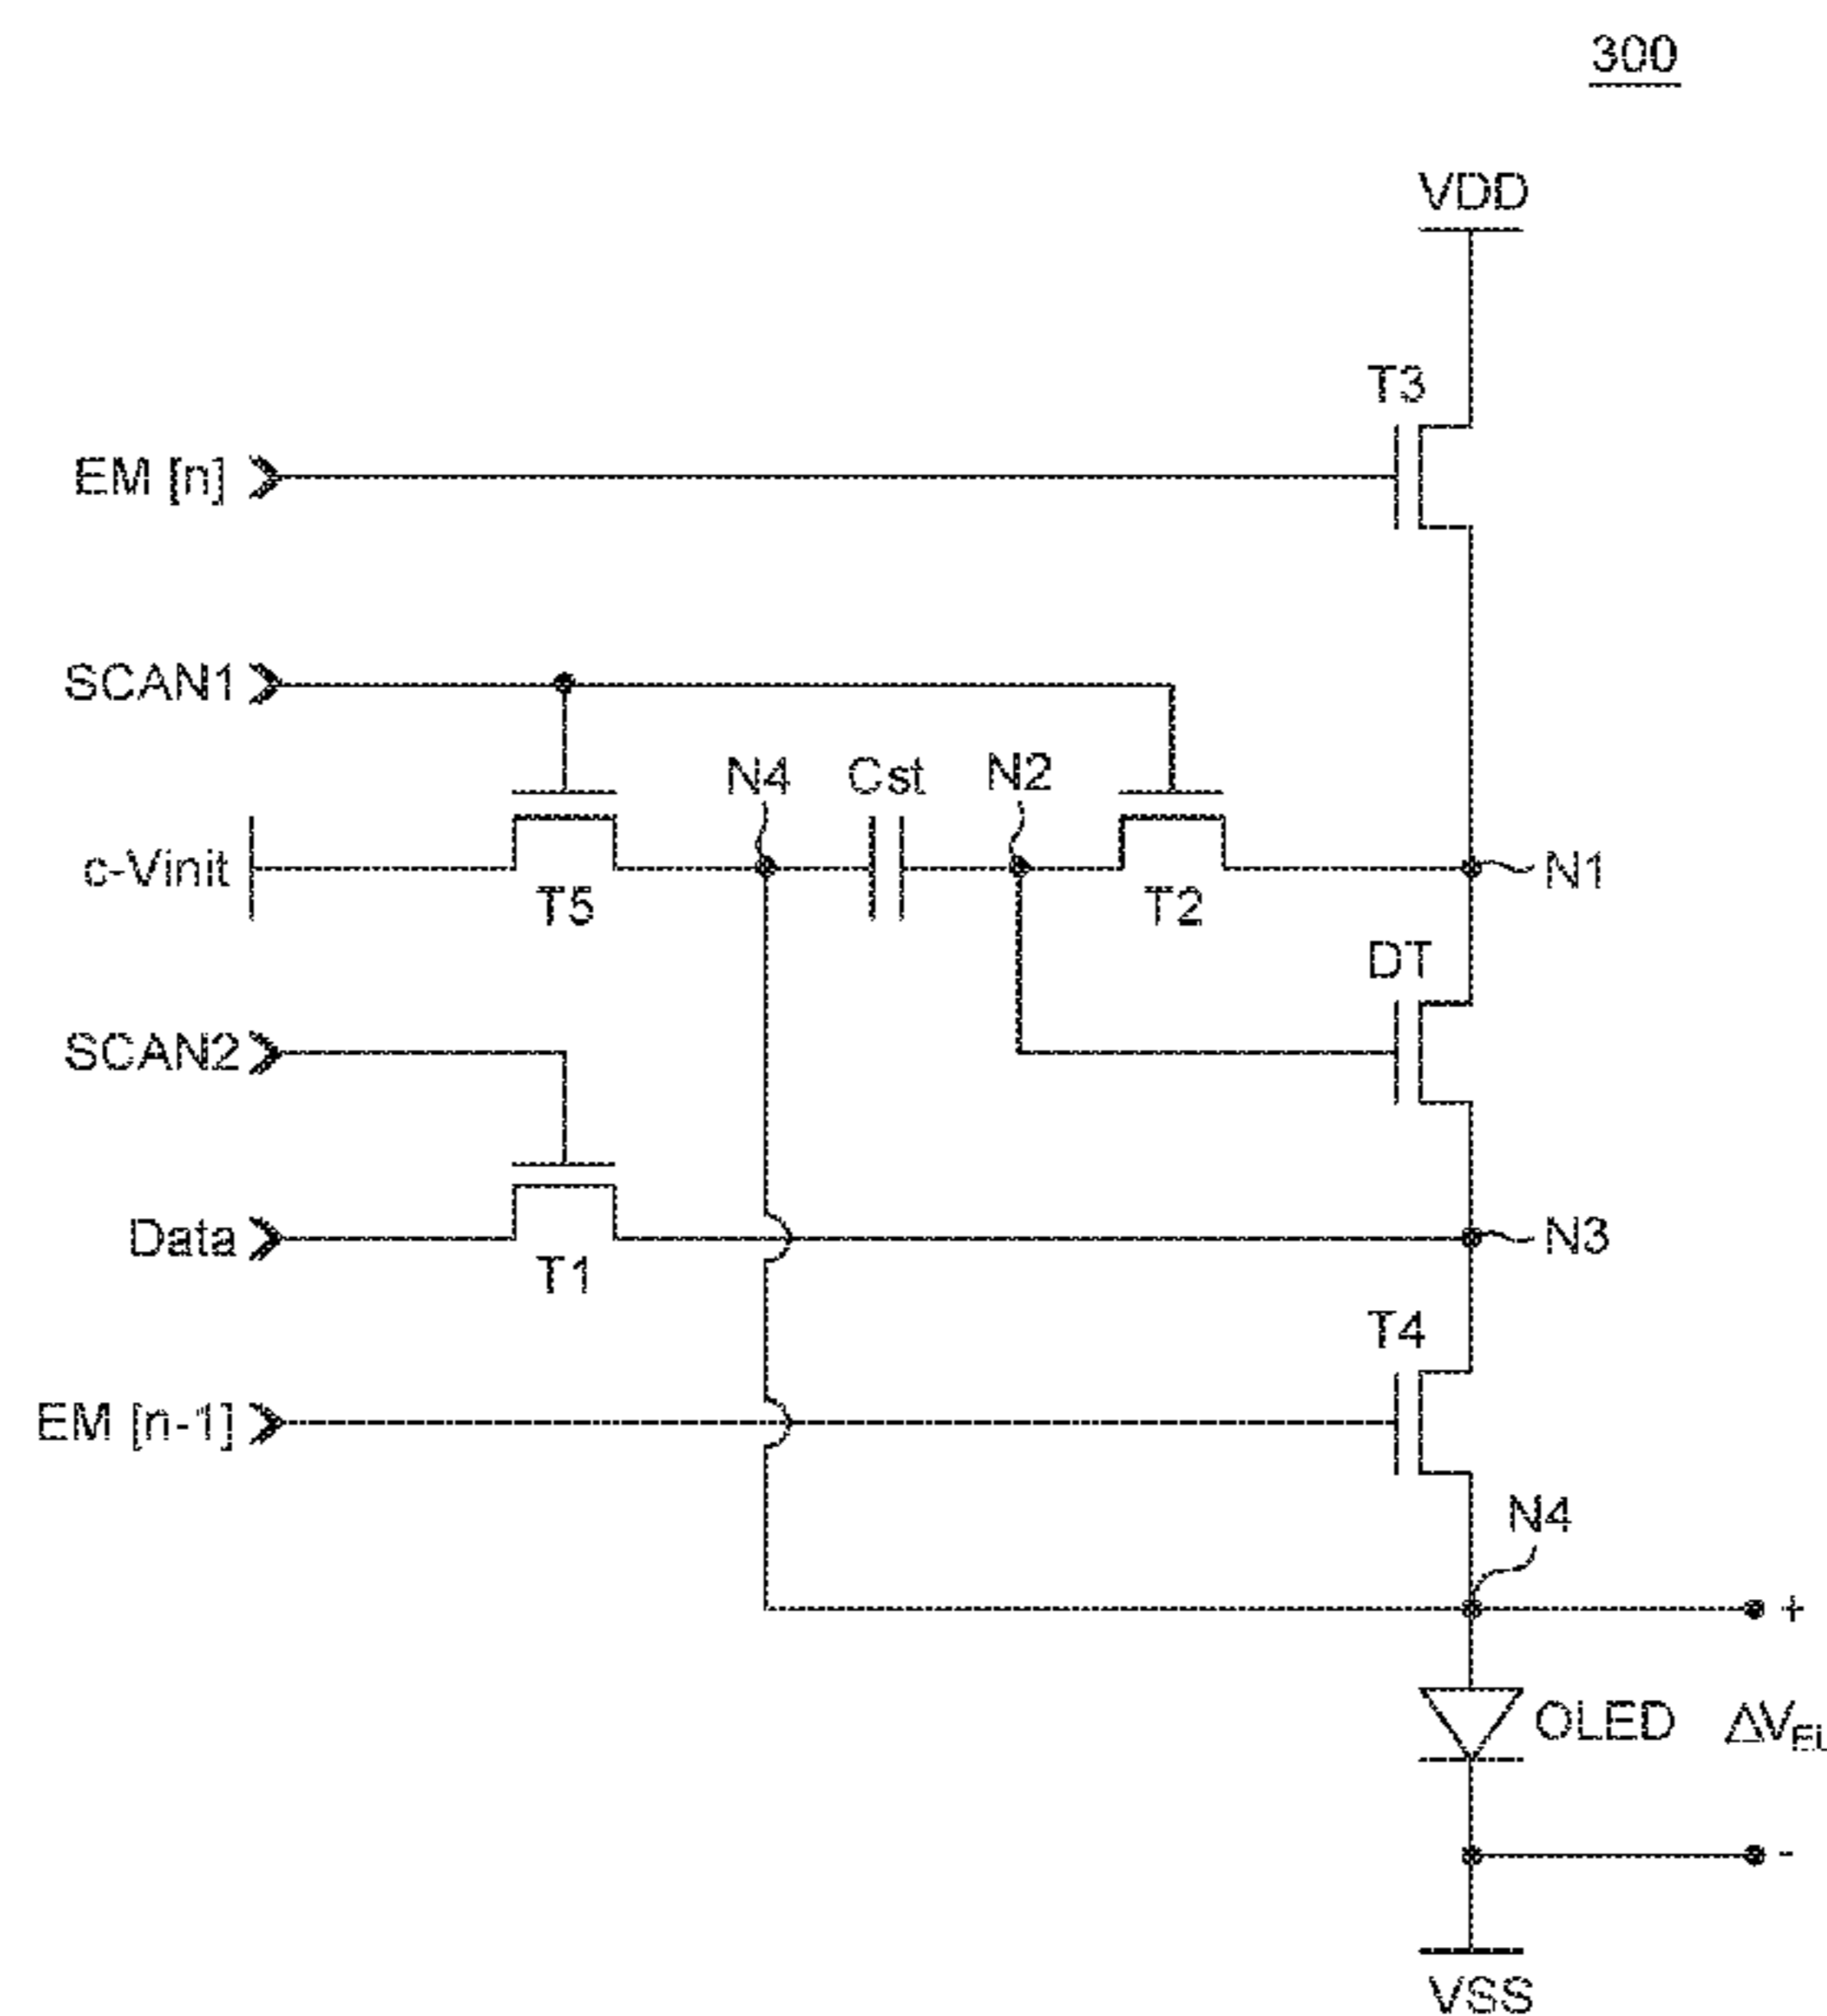 300
VDD
T3
EM [n]
SCAN1
N4
Cst
N2
c-Vinit
T5
T2
N1
DT
SCAN2
Data
T1
N3
T4
EM [n-1]
N4
+
OLED
ΔVEL
-
VSS